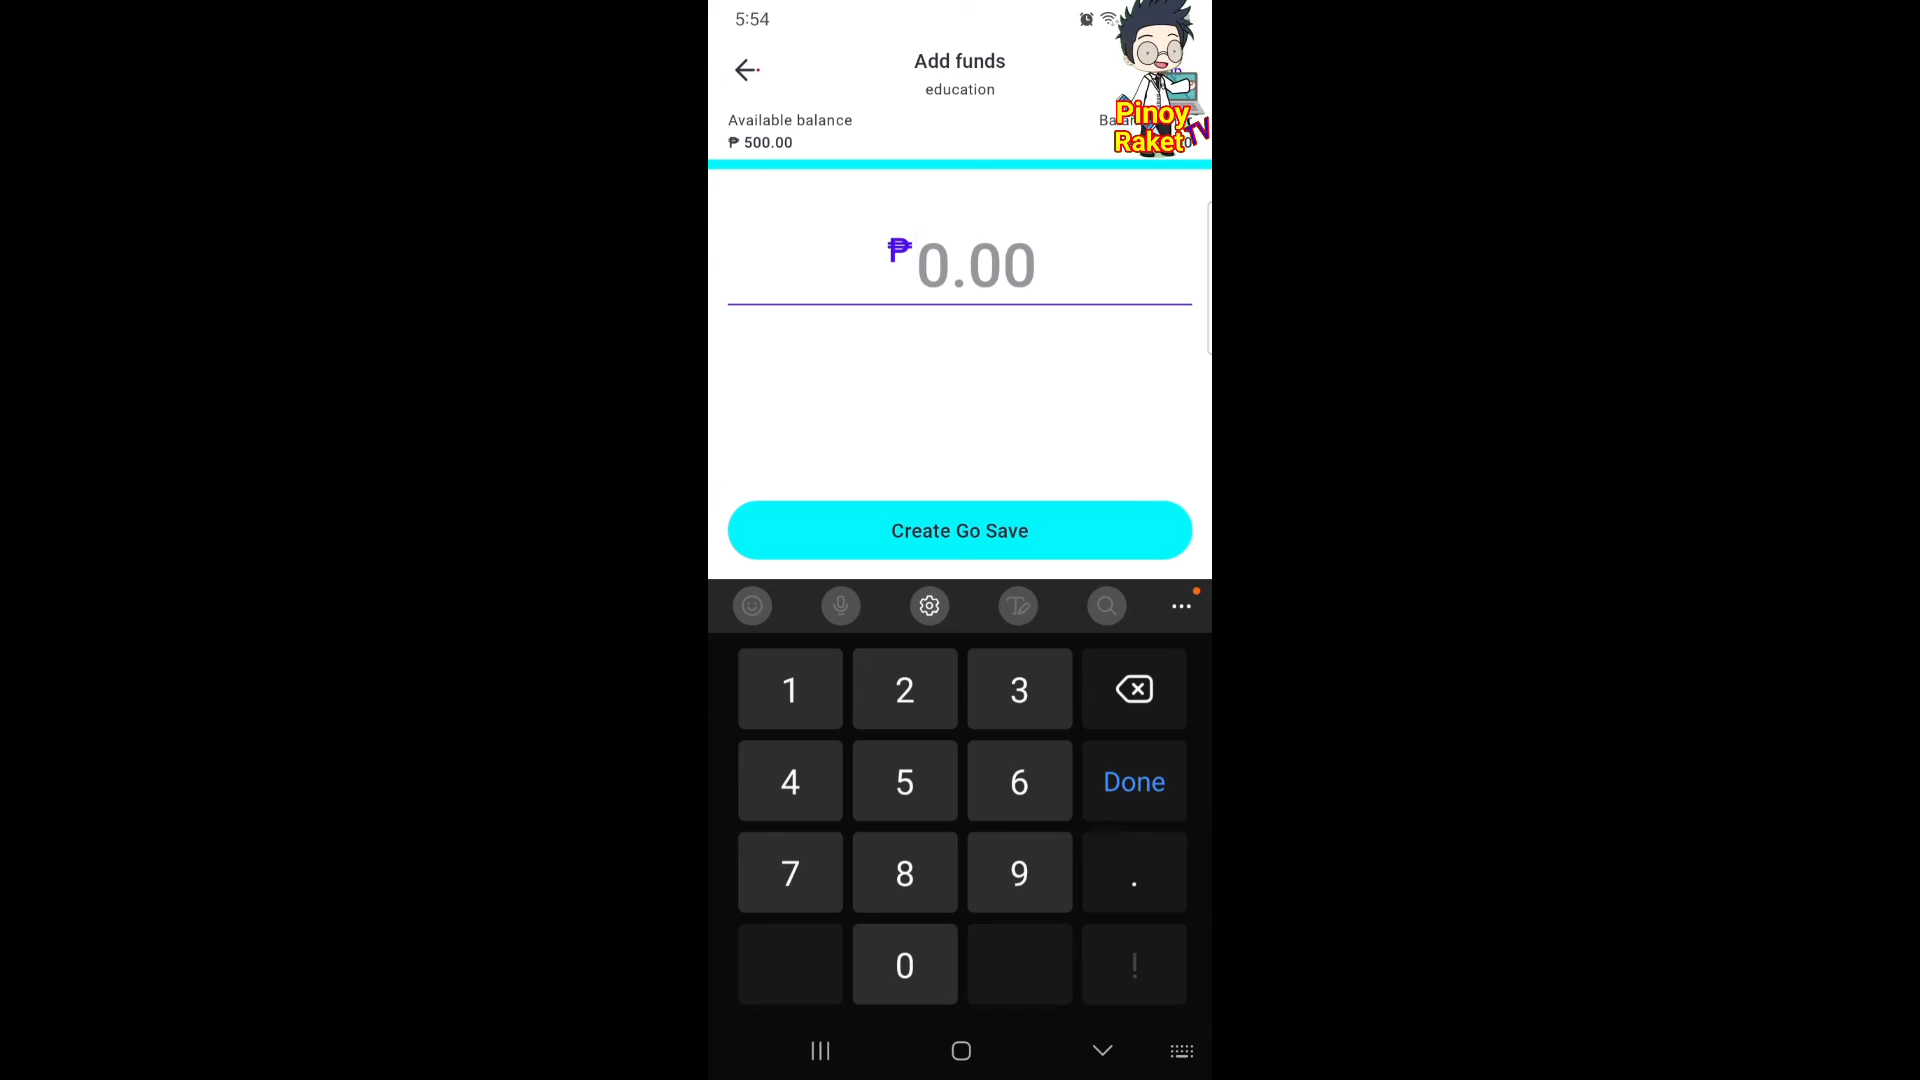 5:54
Add funds
education
Available balance
₱ 500.00
Pinoy
Raket TV
₱0.00
Create Go Save
1 2 3
4 5 6 Done
7 8 9 .
0 !